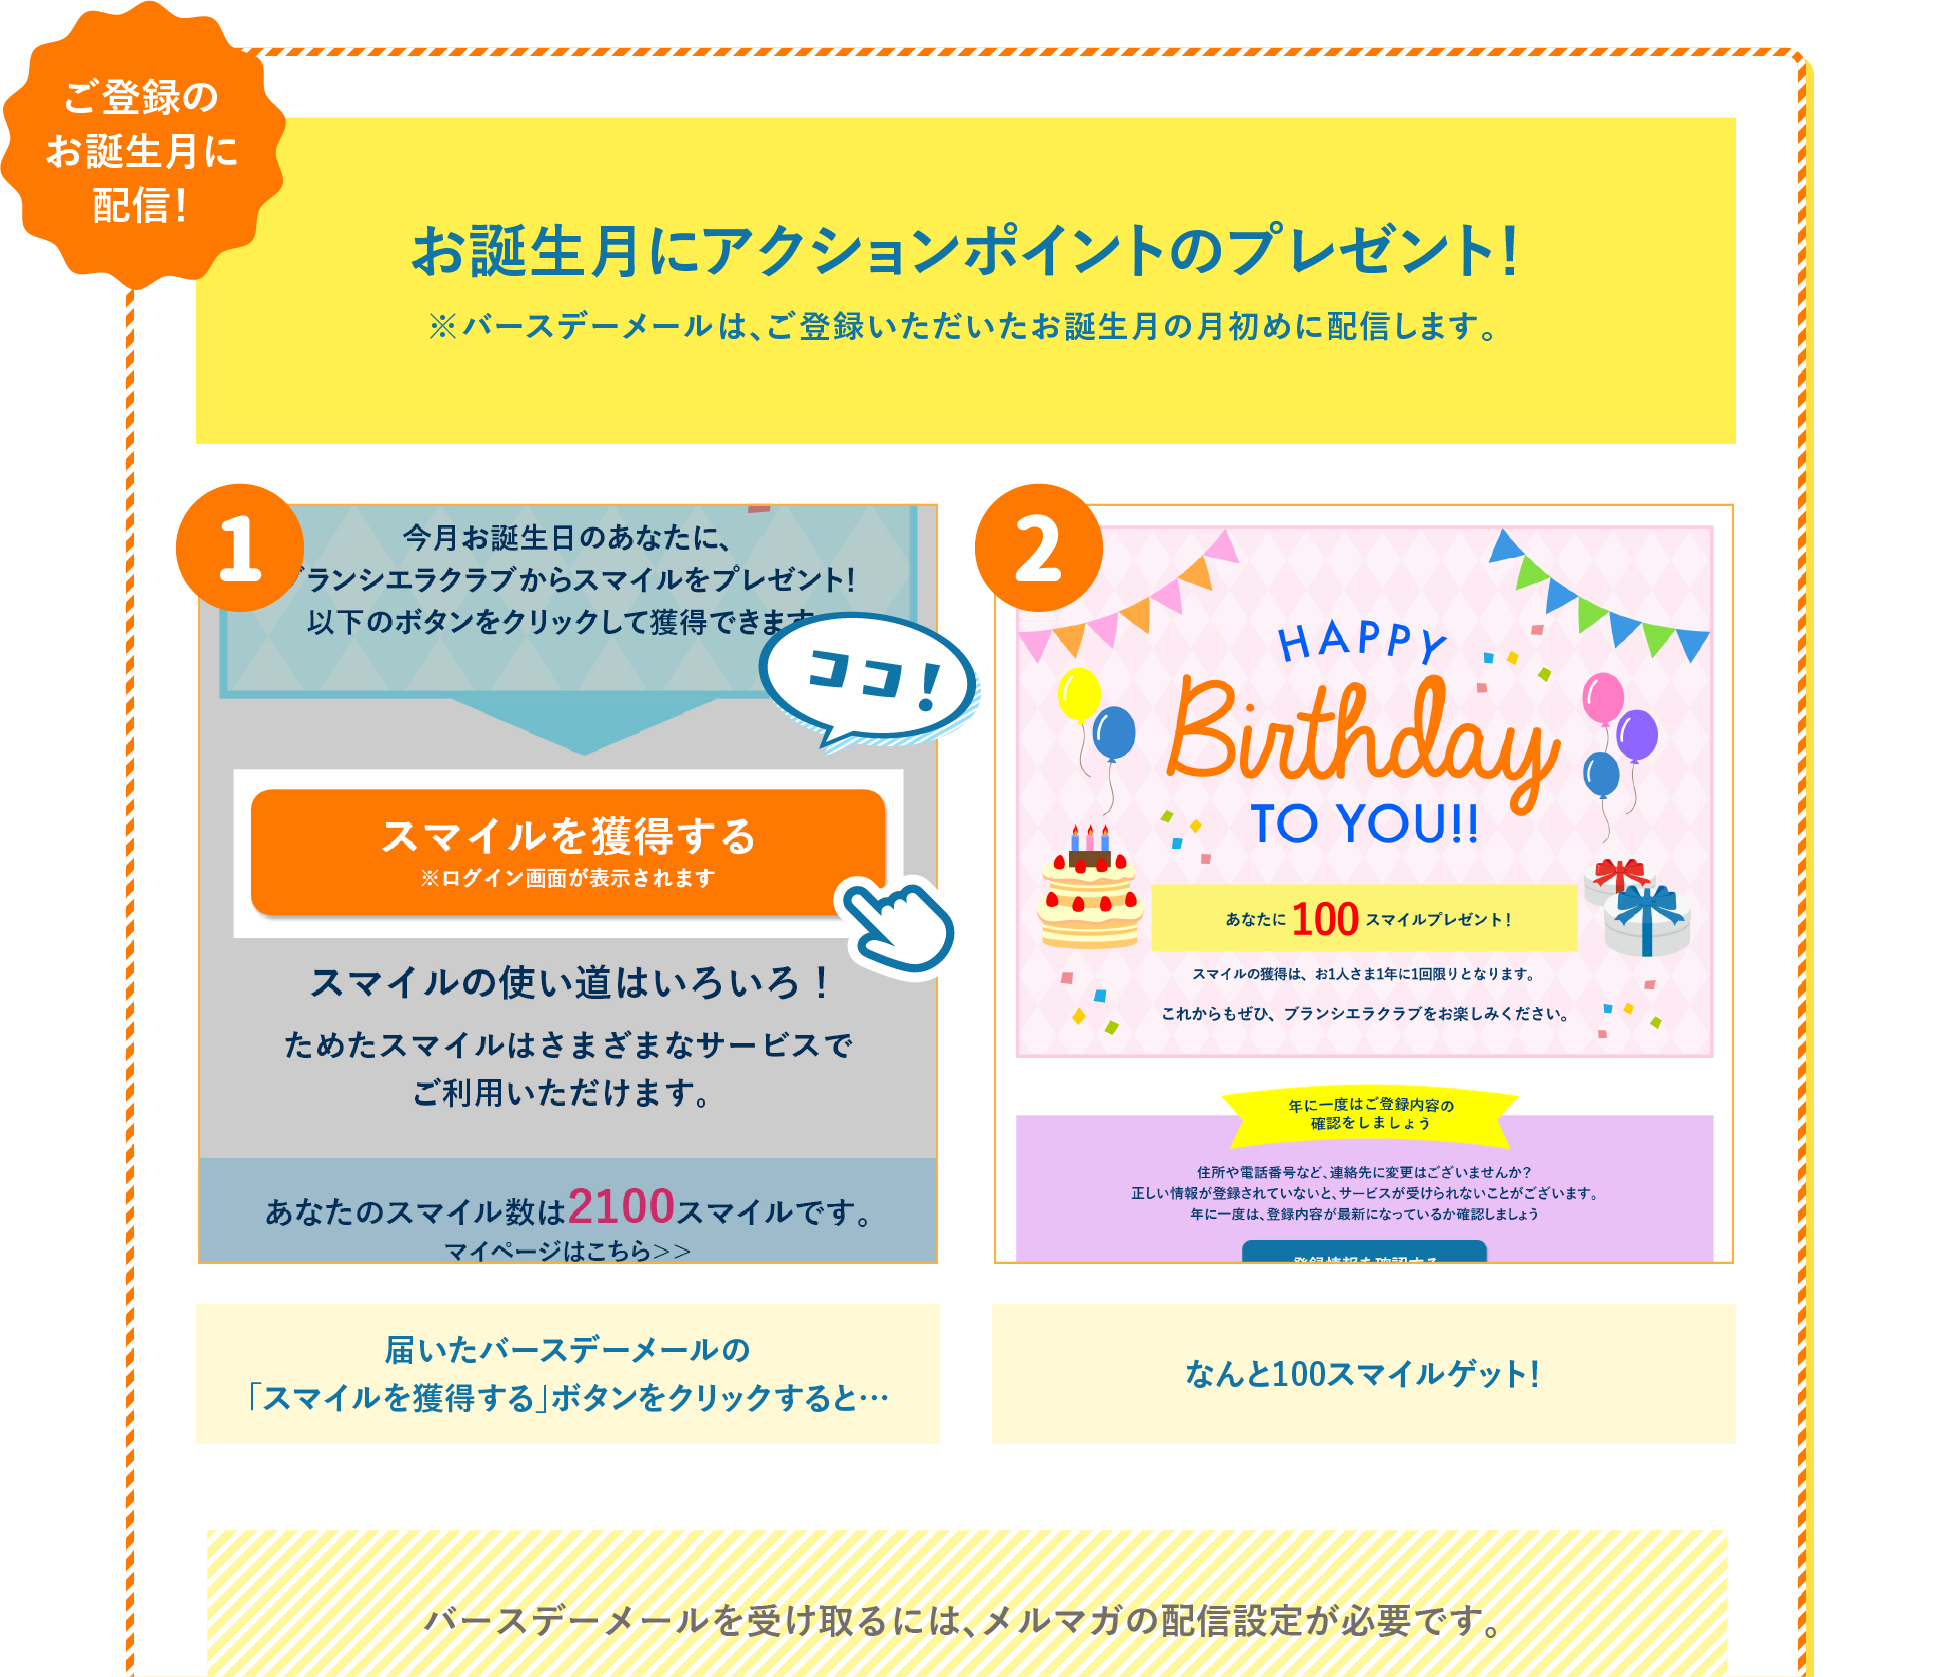 ご登録の
お誕生月に
配信！
お誕生月にアクションポイントのプレゼント！
※バースデーメールは、ご登録いただいたお誕生月の月初めに配信します。
1
今月お誕生日のあなたに、
ブランシエラクラブからスマイルをプレゼント！
以下のボタンをクリックして獲得できます
ココ！
スマイルを獲得する
※ログイン画面が表示されます
スマイルの使い道はいろいろ！
ためたスマイルはさまざまなサービスで
ご利用いただけます。
あなたのスマイル数は2100スマイルです。
マイページはこちら>>
届いたバースデーメールの
「スマイルを獲得する」ボタンをクリックすると…
2
HAPPY
Birthday
TO YOU!!
あなたに 100 スマイルプレゼント！
スマイルの獲得は、お1人さま1年に1回限りとなります。
これからもぜひ、ブランシエラクラブをお楽しみください。
年に一度はご登録内容の
確認をしましょう
住所や電話番号など、連絡先に変更はございませんか？
正しい情報が登録されていないと、サービスが受けられないことがございます。
年に一度は、登録内容が最新になっているか確認しましょう
登録情報を確認する
なんと100スマイルゲット！
バースデーメールを受け取るには、メルマガの配信設定が必要です。